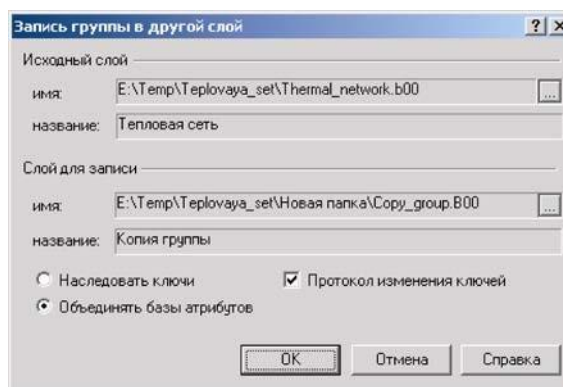 Запись группы в другой слой
Исходный слой
имя: E:\Temp\Teplovaya_set\Thermal_network.b00 ...
название: Тепловая сеть
Слой для записи
имя: E:\Temp\Teplovaya_set\Новая папка\Copy_group.B00 ...
название: Копия группы
Наследовать ключи Протокол изменения ключей
Объединять базы атрибутов
OK Отмена Справка